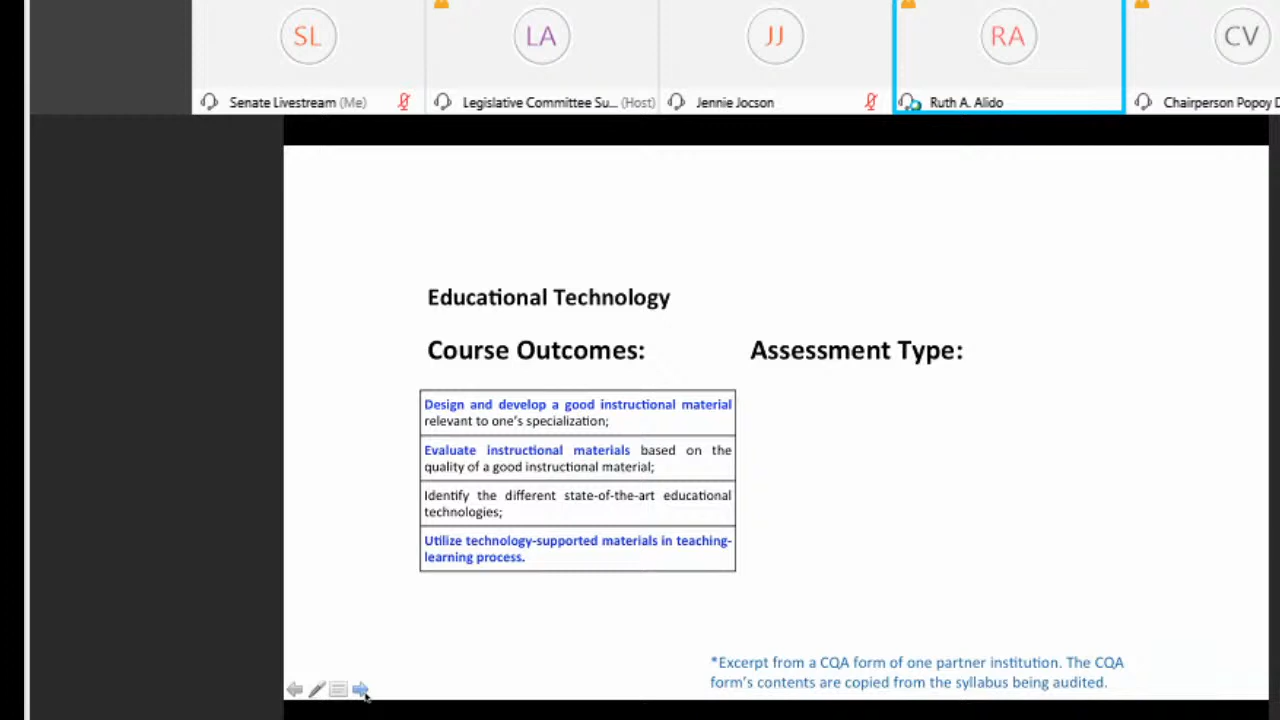 SL
LA
JJ
RA
CV
Senate Livestream (Me)
Legislative Committee Su... (Host)
Jennie Jocson
Ruth A. Alido
Chairperson Popoy D
Educational Technology
Course Outcomes:
Assessment Type:
Design and develop a good instructional material
relevant to one's specialization;
Evaluate instructional materials based on the
quality of a good instructional material;
Identify the different state-of-the-art educational
technologies;
Utilize technology-supported materials in teaching-
learning process.
*Excerpt from a CQA form of one partner institution. The CQA
form's contents are copied from the syllabus being audited.